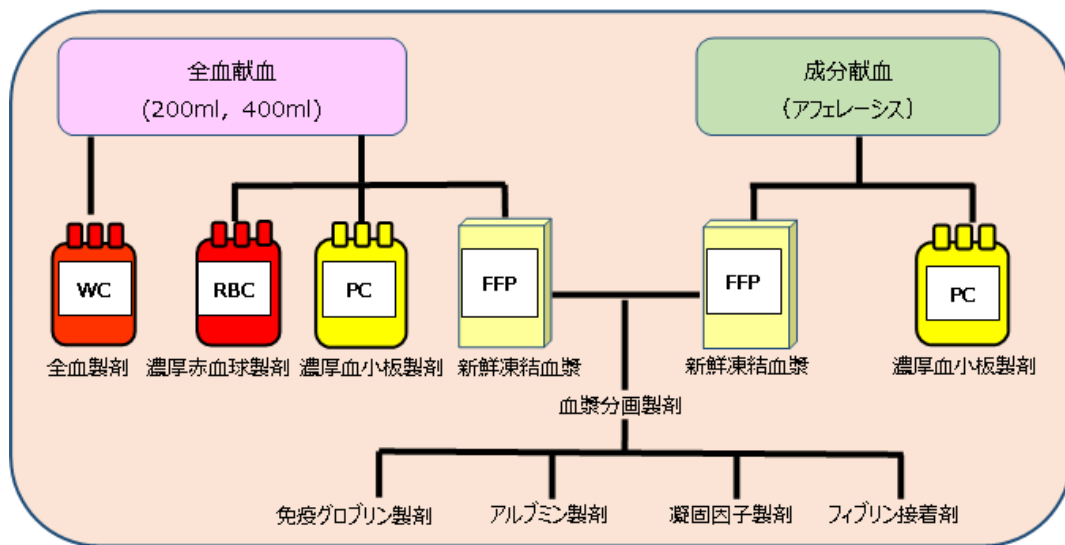 全血献血
(200ml, 400ml)
成分献血
(アフェレーシス)
WC
RBC
PC
FFP
FFP
PC
全血製剤
濃厚赤血球製剤
濃厚血小板製剤
新鮮凍結血漿
新鮮凍結血漿
濃厚血小板製剤
血漿分画製剤
免疫グロブリン製剤
アルブミン製剤
凝固因子製剤
フィブリン接着剤